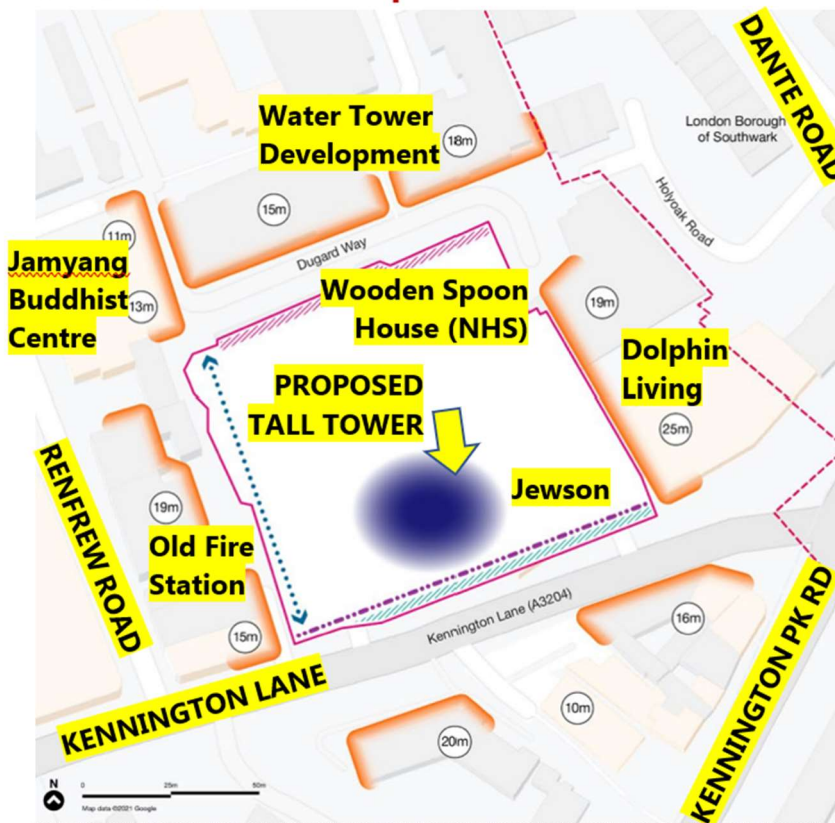 DANTE ROAD
Water Tower
Development
18m
London Borough
of Southwark
15m
Holyoak Road
11m
Dugard Way
Jamyang
Buddhist
Centre
13m
Wooden Spoon
House (NHS)
19m
Dolphin
Living
PROPOSED
TALL TOWER
25m
RENFREW ROAD
Jewson
19m
Old Fire
Station
15m
Kennington Lane (A3204)
16m
KENNINGTON LANE
KENNINGTON PK RD
10m
20m
N
0
25m
50m
Map data ©2021 Google